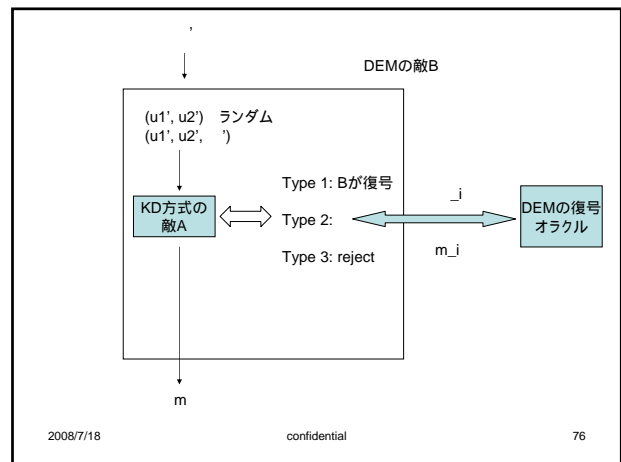 ,
DEMの敵B
(u1', u2') ランダム
(u1', u2', ')
Type 1: Bが復号
KD方式の
敵A
Type 2:
Type 3: reject
_i
m_i
DEMの復号
オラクル
m
2008/7/18
confidential
76